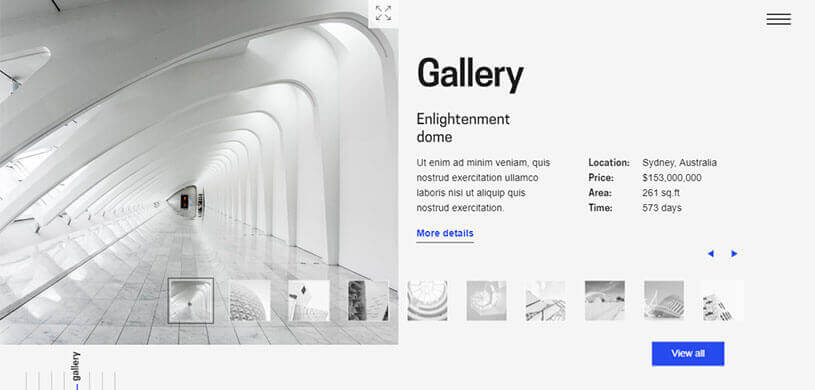 Gallery
Enlightenment
dome
Ut enim ad minim veniam, quis
nostrud exercitation ullamco
laboris nisi ut aliquip quis
nostrud exercitation.
More details
Location: Sydney, Australia
Price: $153,000,000
Area: 261 sq.ft
Time: 573 days
View all
gallery